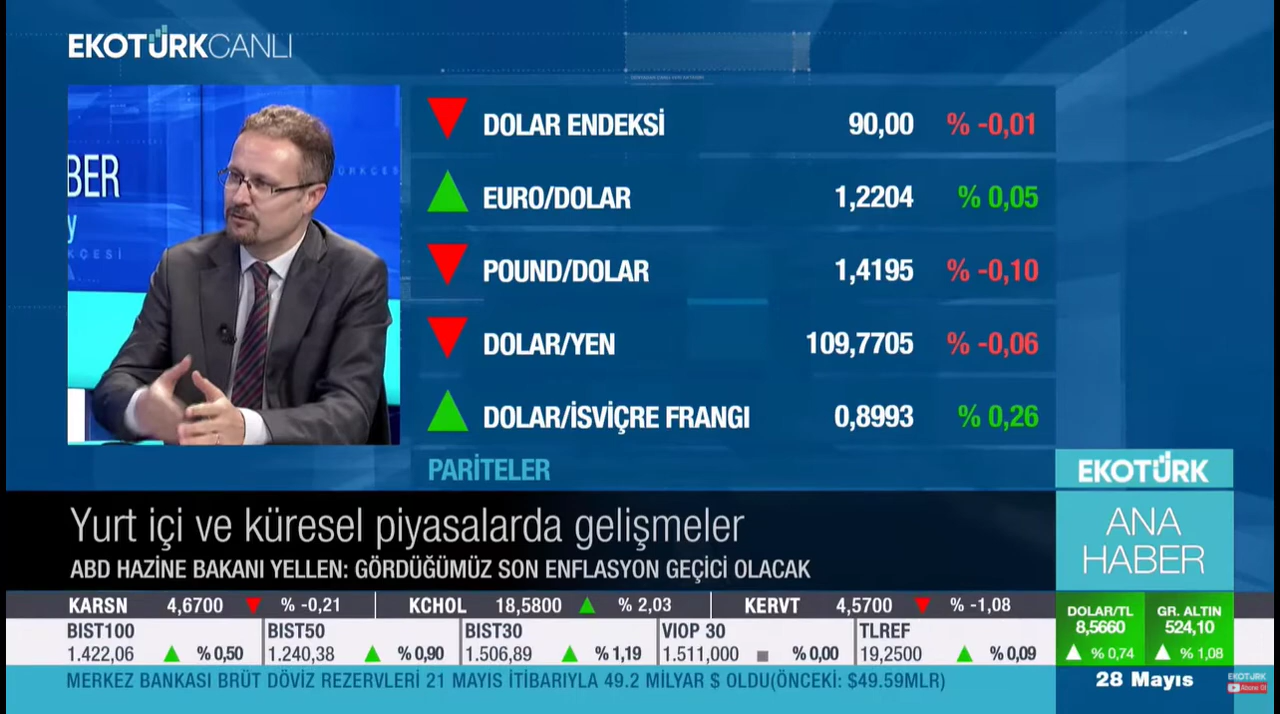 EKOTÜRKCANLI
BER
ÜRKÇES
y
KÇESİ
DOLAR ENDEKSİ 90,00 % -0,01
EURO/DOLAR 1,2204 % 0,05
POUND/DOLAR 1,4195 % -0,10
DOLAR/YEN 109,7705 % -0,06
DOLAR/İSVİÇRE FRANGI 0,8993 % 0,26
PARİTELER
EKOTÜRK
Yurt içi ve küresel piyasalarda gelişmeler
ABD HAZİNE BAKANI YELLEN: GÖRDÜĞÜMÜZ SON ENFLASYON GEÇİCİ OLACAK
ANA
HABER
KARSN 4,6700 % -0,21 KCHOL 18,5800 % 2,03 KERVT 4,5700 % -1,08
BIST100 BIST50 BIST30 VIOP 30 TLREF
1.422,06 % 0,50 1.240,38 % 0,90 1.506,89 % 1,19 1.511,000 % 0,00 19,2500 % 0,09
DOLAR/TL GR. ALTIN
8,5660 524,10
% 0,74 % 1,08
MERKEZ BANKASI BRÜT DÖVİZ REZERVLERİ 21 MAYIS İTİBARIYLA 49.2 MİLYAR $ OLDU(ÖNCEKİ: $49.59MLR)
28 Mayıs
EKOTÜRK
Abone Ol